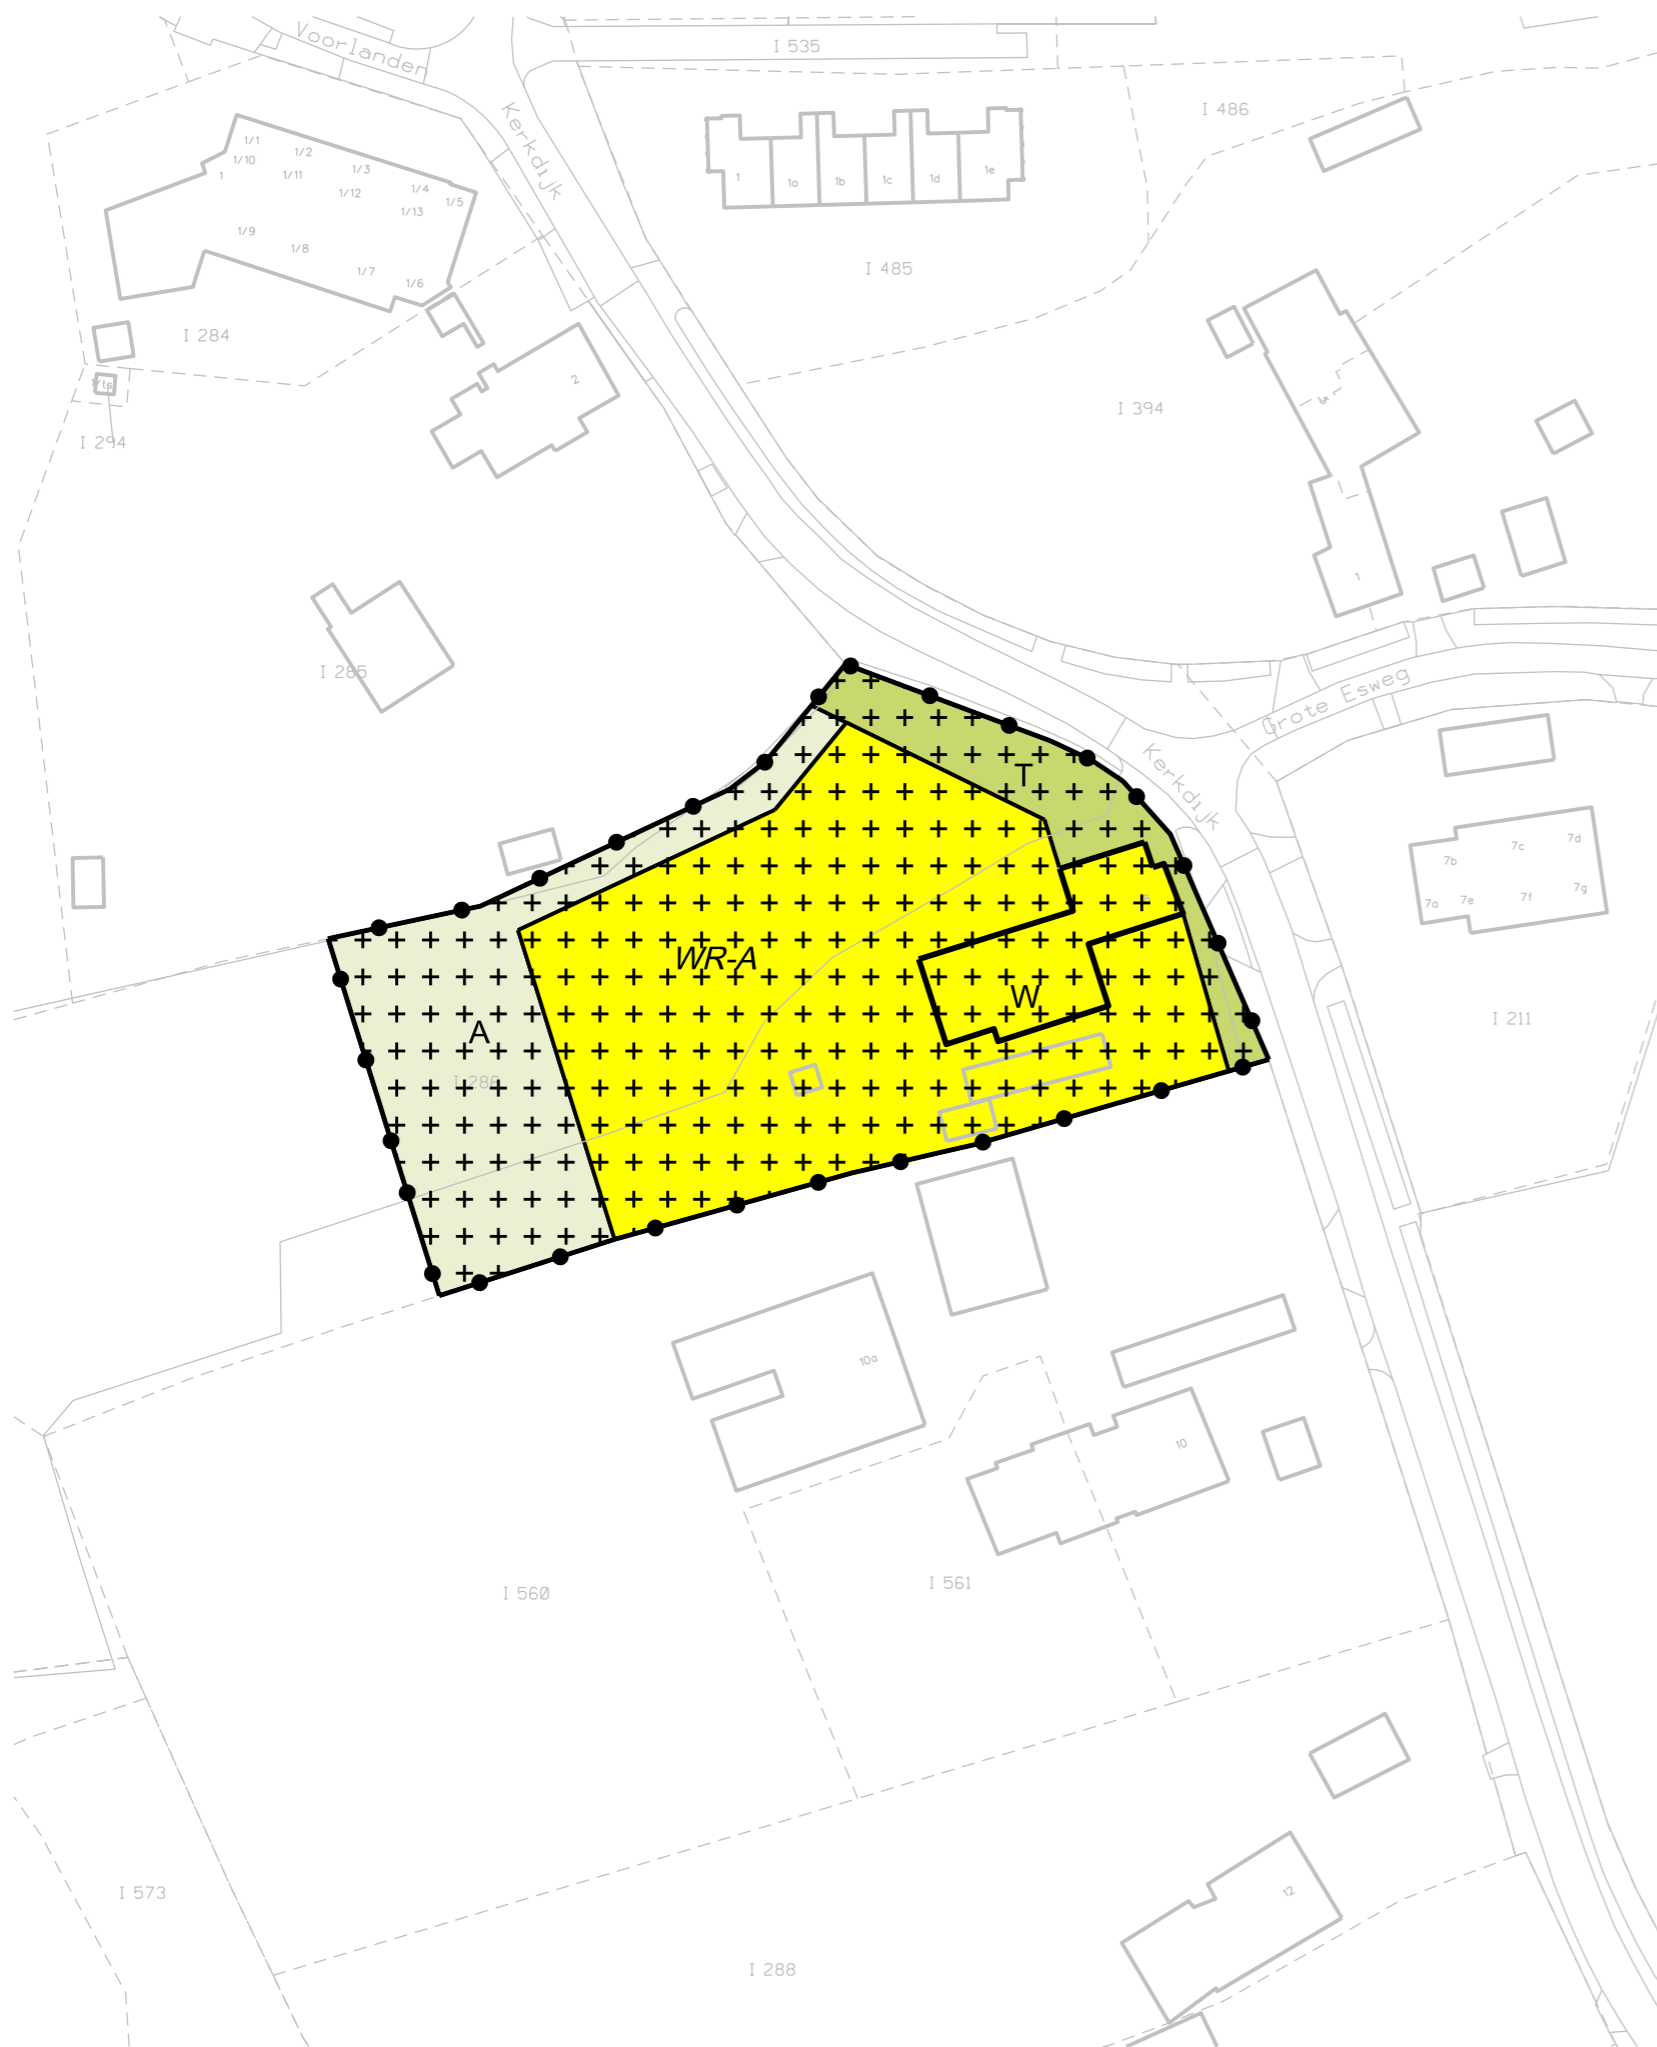 Voorlanden
I 535
Kerkdijk
I 486
1/1
1/2
1/10
1/3
1
1/11
1/4
1/12
1/5
1/13
1
1a
1b
1c
1d
1e
1/9
1/8
1/7
1/6
I 485
I 284
2
I 394
I 294
1
I 285
Grote Esweg
Kerkdijk
T
7d
7c
7b
7g
7f
7e
7a
WR-A
W
I 211
A
I 286
10a
10
I 561
I 560
12
I 573
I 288